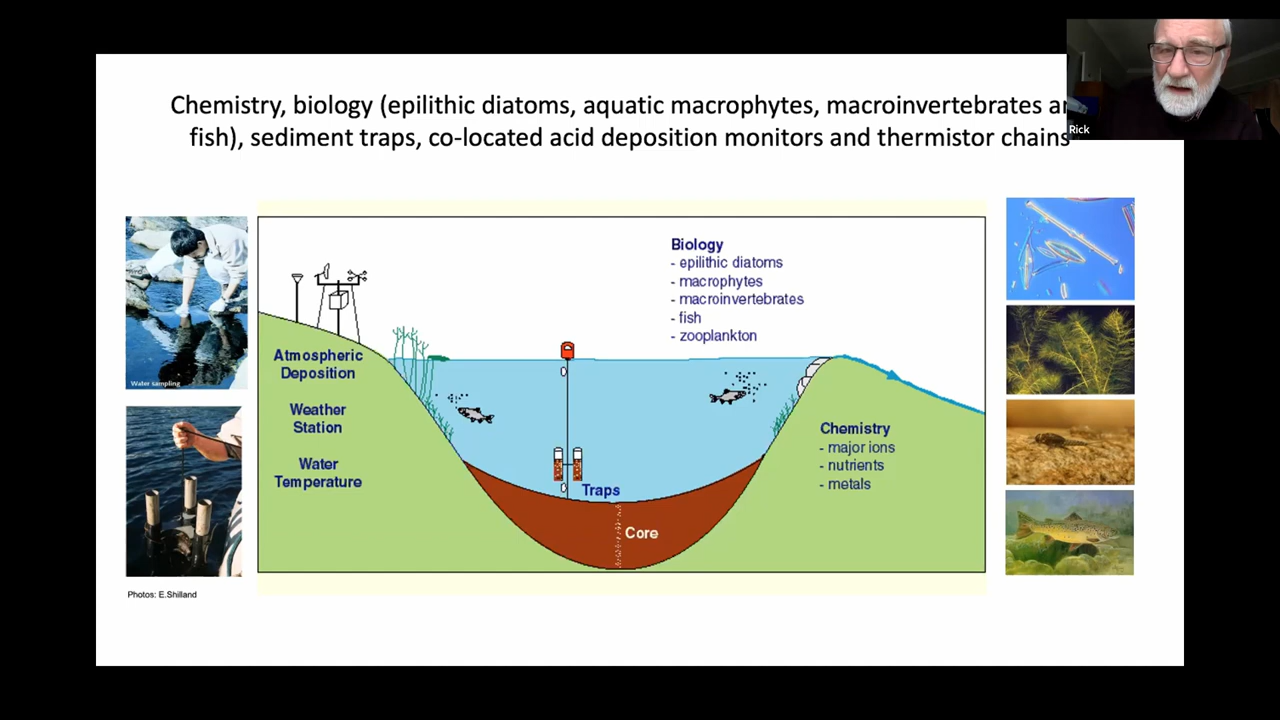 Chemistry, biology (epilithic diatoms, aquatic macrophytes, macroinvertebrates
fish), sediment traps, co-located acid deposition monitors and thermistor chains
Rick
Water sampling
Photos: E.Shilland
Atmospheric
Deposition
Weather
Station
Water
Temperature
Biology
- epilithic diatoms
- macrophytes
- macroinvertebrates
- fish
- zooplankton
Traps
Core
Chemistry
- major ions
- nutrients
- metals